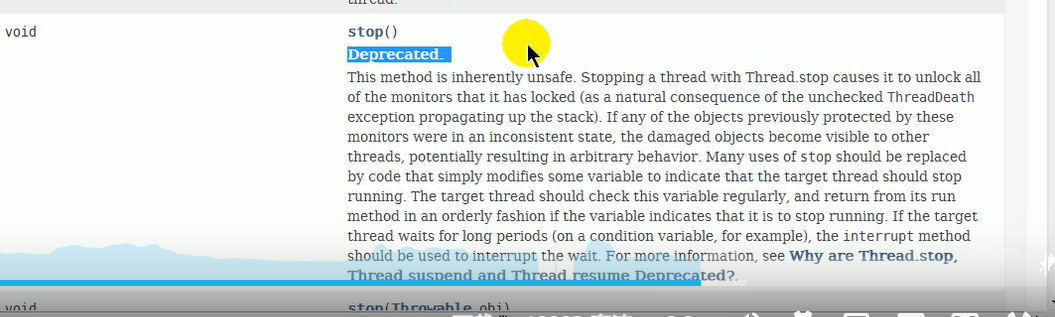 thread.
void stop()
Deprecated.
This method is inherently unsafe. Stopping a thread with Thread.stop causes it to unlock all
of the monitors that it has locked (as a natural consequence of the unchecked ThreadDeath
exception propagating up the stack). If any of the objects previously protected by these
monitors were in an inconsistent state, the damaged objects become visible to other
threads, potentially resulting in arbitrary behavior. Many uses of stop should be replaced
by code that simply modifies some variable to indicate that the target thread should stop
running. The target thread should check this variable regularly, and return from its run
method in an orderly fashion if the variable indicates that it is to stop running. If the target
thread waits for long periods (on a condition variable, for example), the interrupt method
should be used to interrupt the wait. For more information, see Why are Thread.stop,
Thread.suspend and Thread.resume Deprecated?.
void stop(Throwable obj)